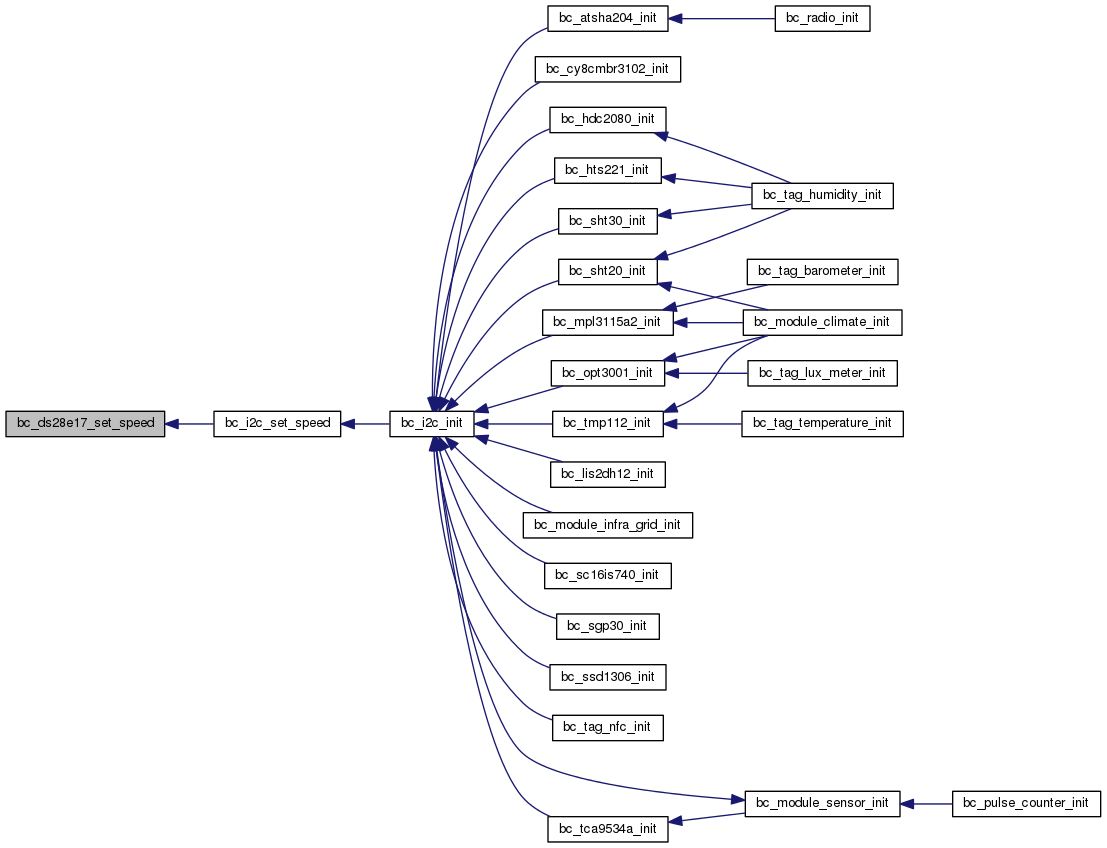 bc_atsha204_init
bc_radio_init
bc_cy8cmbr3102_init
bc_hdc2080_init
bc_hts221_init
bc_tag_humidity_init
bc_sht30_init
bc_sht20_init
bc_tag_barometer_init
bc_mpl3115a2_init
bc_module_climate_init
bc_opt3001_init
bc_tag_lux_meter_init
bc_ds28e17_set_speed
bc_i2c_set_speed
bc_i2c_init
bc_tmp112_init
bc_tag_temperature_init
bc_lis2dh12_init
bc_module_infra_grid_init
bc_sc16is740_init
bc_sgp30_init
bc_ssd1306_init
bc_tag_nfc_init
bc_module_sensor_init
bc_pulse_counter_init
bc_tca9534a_init